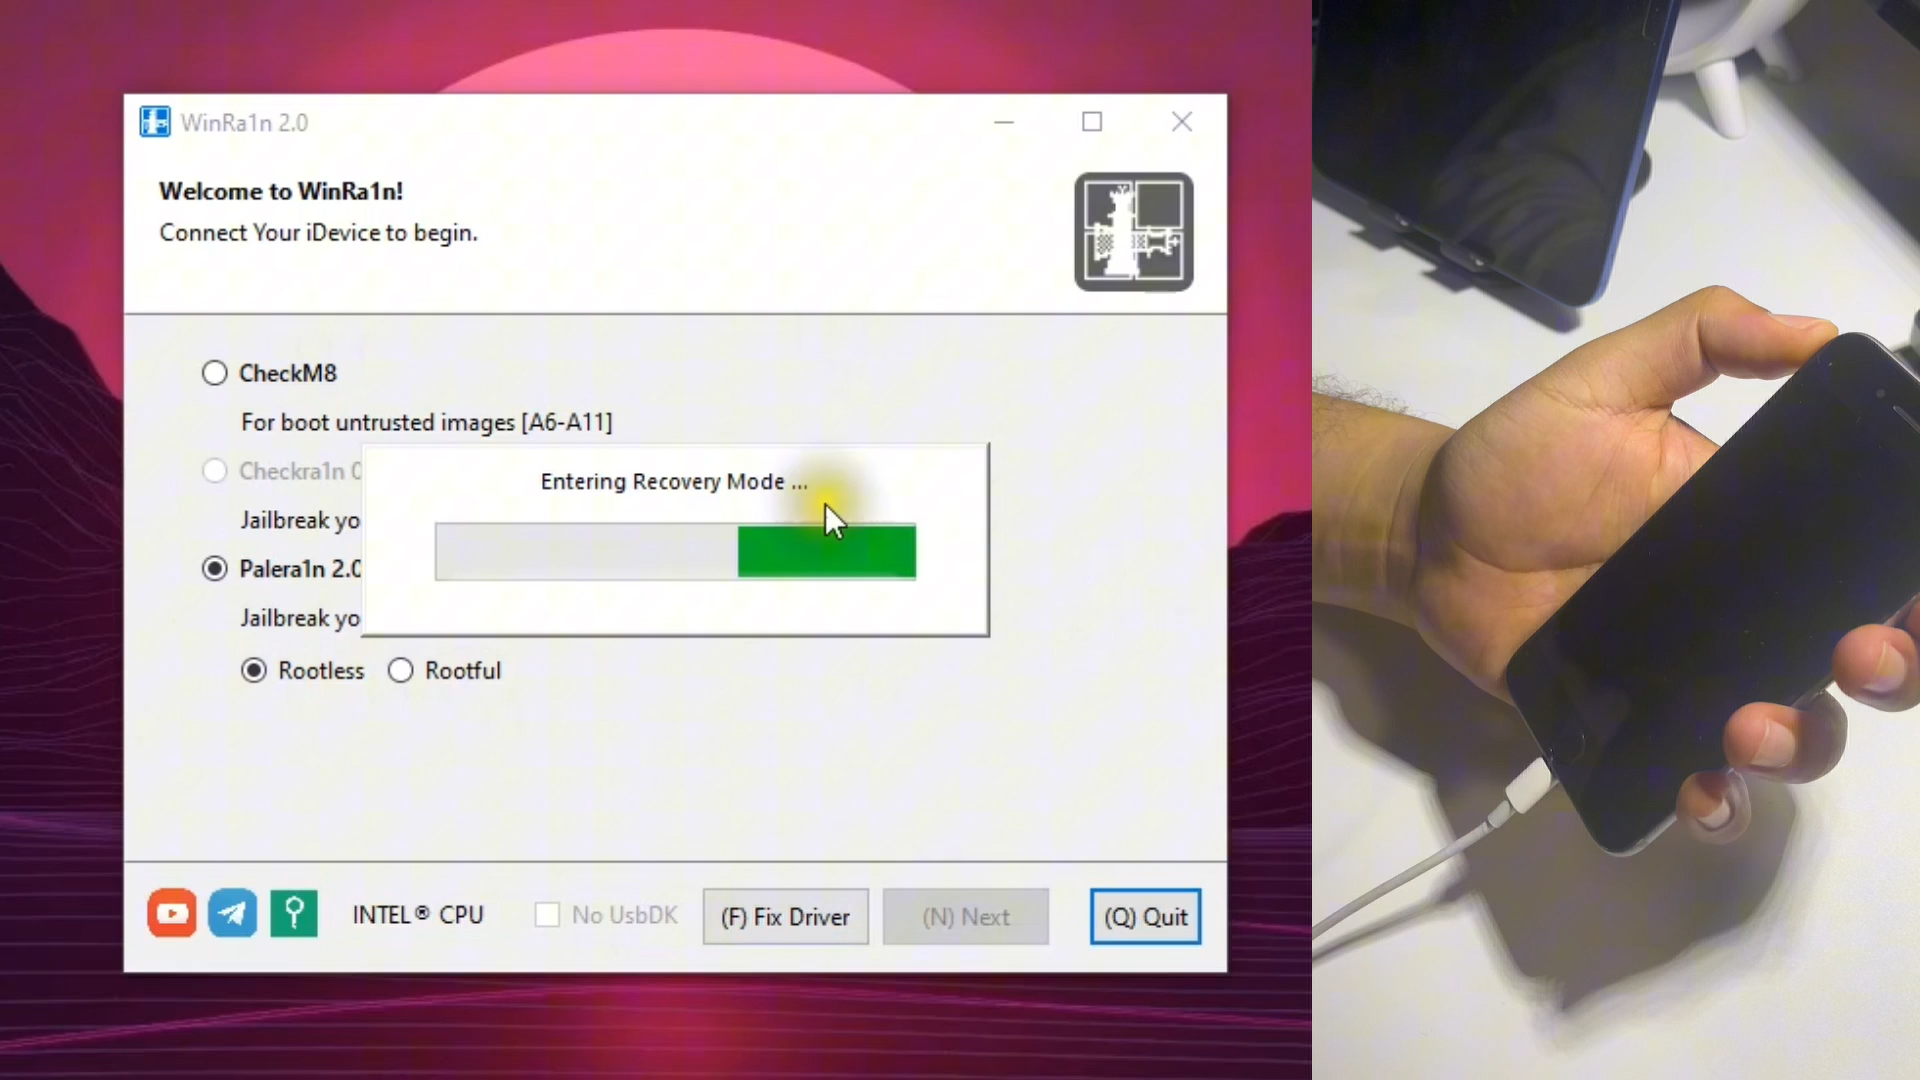 WinRa1n 2.0
Welcome to WinRa1n!
Connect Your iDevice to begin.
CheckM8
For boot untrusted images [A6-A11]
Checkra1n
Entering Recovery Mode ...
Jailbreak yo
Palera1n 2.0
Jailbreak yo
Rootless Rootful
INTEL® CPU No UsbDK (F) Fix Driver (N) Next (Q) Quit